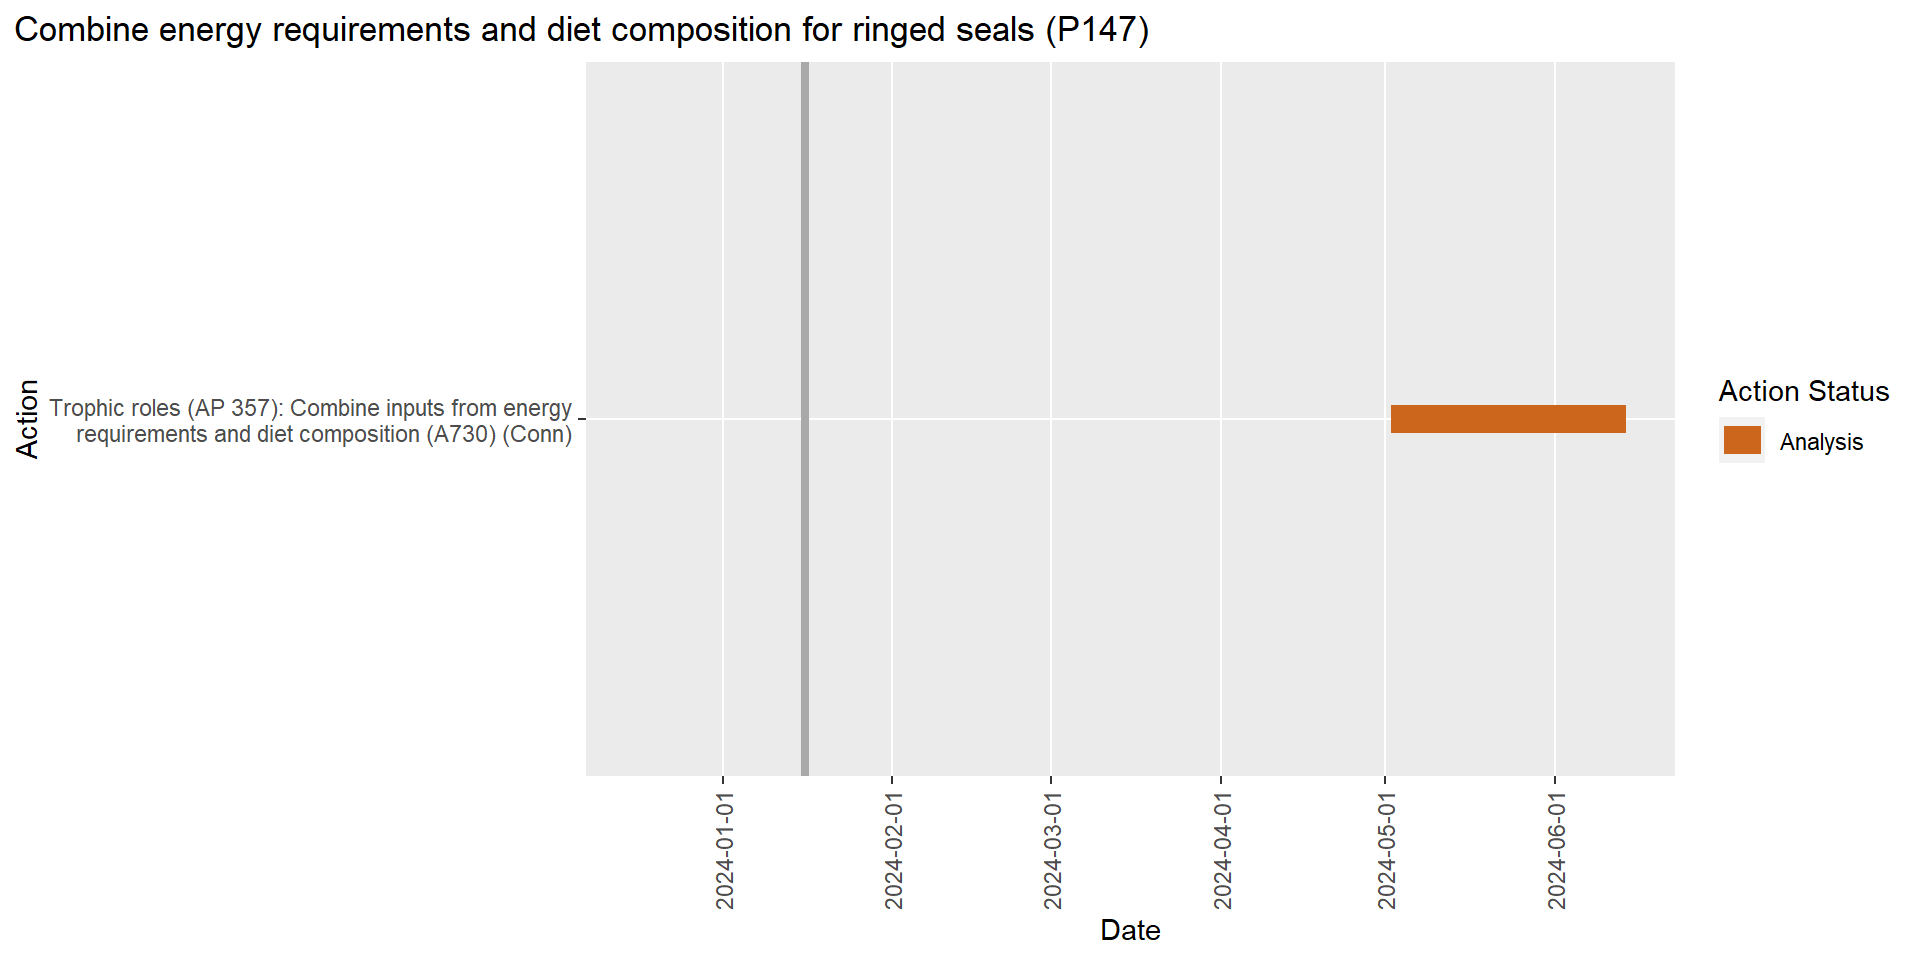 Combine energy requirements and diet composition for ringed seals (P147)
Action
Trophic roles (AP 357): Combine inputs from energy
requirements and diet composition (A730) (Conn)
2024-01-01
2024-02-01
2024-03-01
2024-04-01
2024-05-01
2024-06-01
Date
Action Status
Analysis